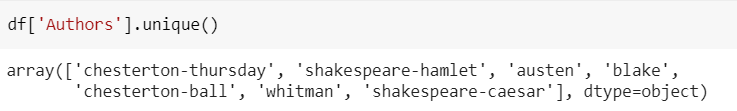 df['Authors'].unique()
array(['chesterton-thursday', 'shakespeare-hamlet', 'austen', 'blake',
'chesterton-ball', 'whitman', 'shakespeare-caesar'], dtype=object)